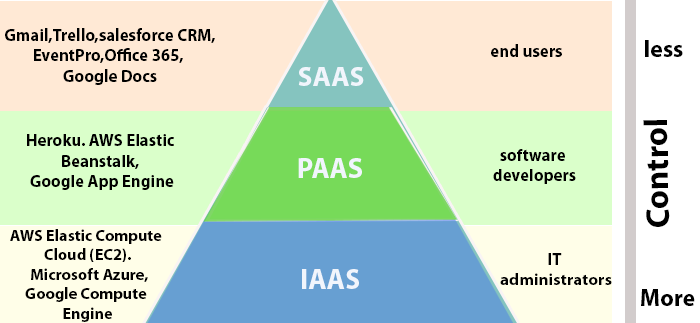 Gmail,Trello,salesforce CRM,
EventPro,Office 365,
Google Docs
SAAS
end users
less
Heroku. AWS Elastic
Beanstalk,
Google App Engine
PAAS
software
developers
Control
AWS Elastic Compute
Cloud (EC2).
Microsoft Azure,
Google Compute
Engine
IAAS
IT
administrators
More